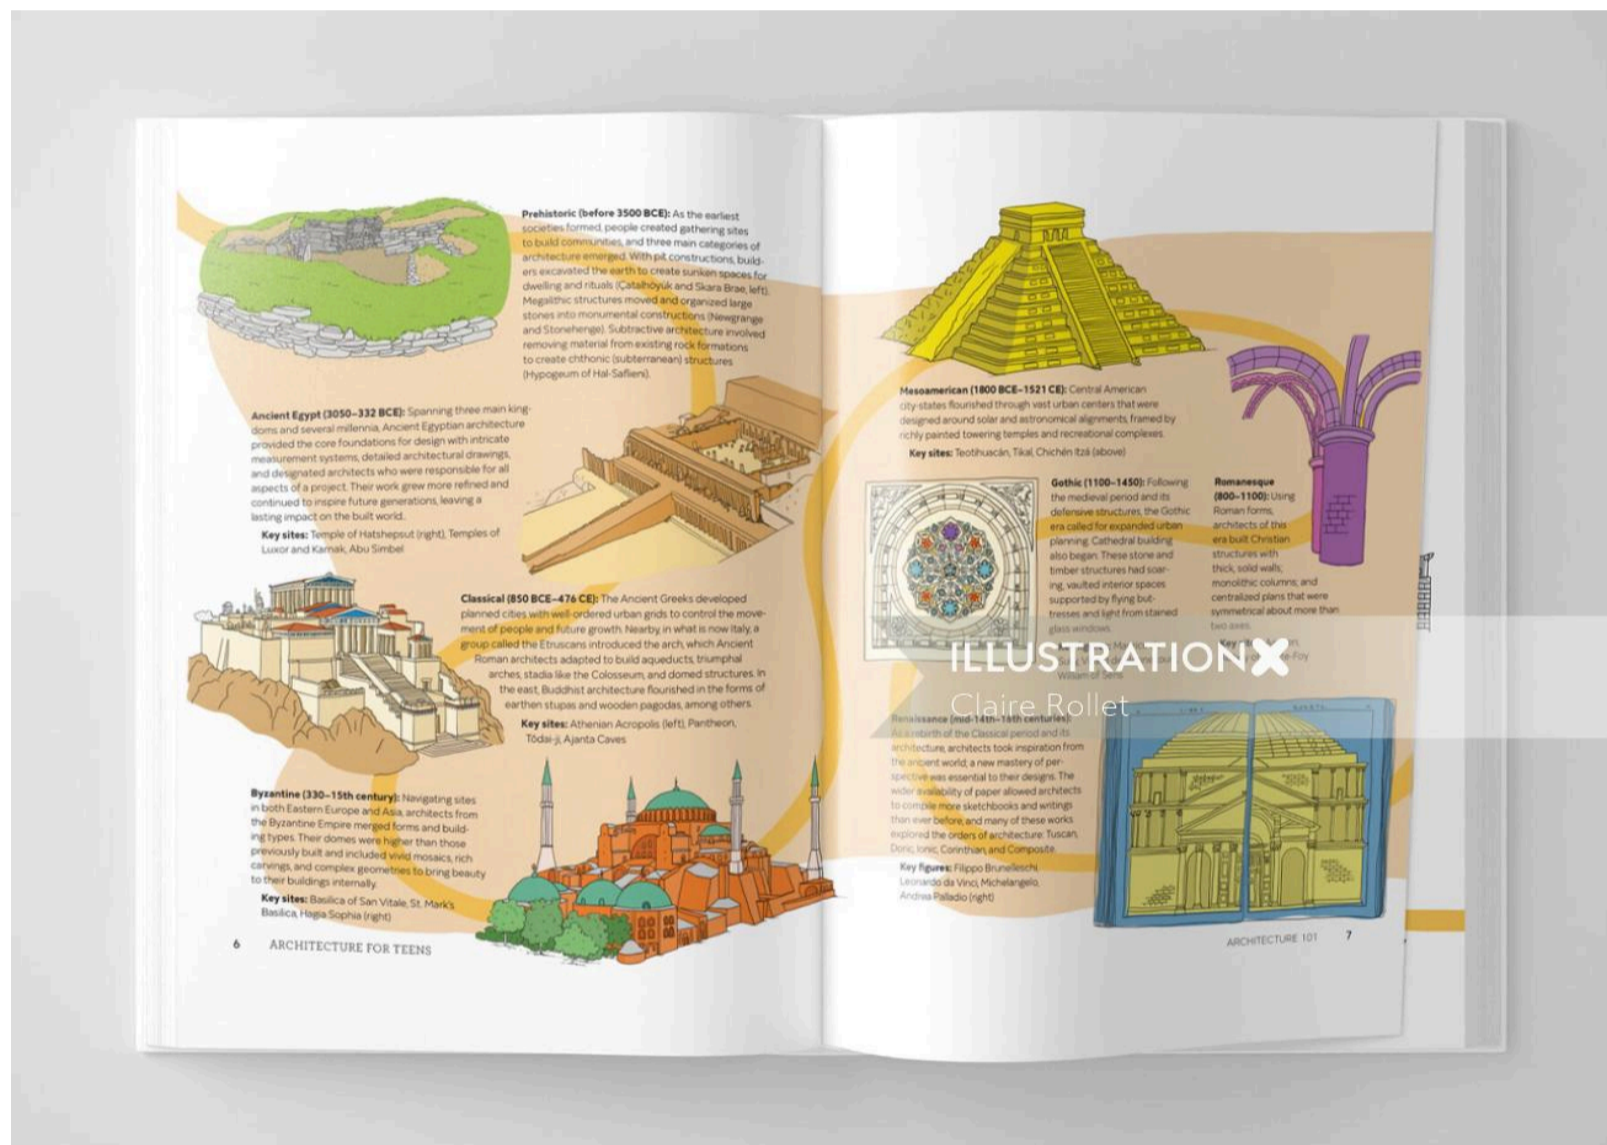 Prehistoric (before 3500 BCE): As the earliest
societies formed, people created gathering sites
to build communities, and three main categories of
architecture emerged. With pit constructions, build-
ers excavated the earth to create sunken spaces for
dwelling and rituals (Çatalhöyük and Skara Brae, left).
Megalithic structures moved and organized large
stones into monumental constructions (Newgrange
and Stonehenge). Subtractive architecture involved
removing material from existing rock formations
to create chthonic (subterranean) structures
(Hypogeum of Hal-Saflieni).
Ancient Egypt (3050–332 BCE): Spanning three main king-
doms and several millennia, Ancient Egyptian architecture
provided the core foundations for design with intricate
measurement systems, detailed architectural drawings,
and designated architects who were responsible for all
aspects of a project. Their work grew more refined and
continued to inspire future generations, leaving a
lasting impact on the built world.
Key sites: Temple of Hatshepsut (right), Temples of
Luxor and Karnak, Abu Simbel
Classical (850 BCE–476 CE): The Ancient Greeks developed
planned cities with well-ordered urban grids to control the move-
ment of people and future growth. Nearby, in what is now Italy, a
group called the Etruscans introduced the arch, which Ancient
Roman architects adapted to build aqueducts, triumphal
arches, stadia like the Colosseum, and domed structures. In
the east, Buddhist architecture flourished in the forms of
earthen stupas and wooden pagodas, among others.
Key sites: Athenian Acropolis (left), Pantheon,
Tōdai-ji, Ajanta Caves
Byzantine (330–15th century): Navigating sites
in both Eastern Europe and Asia, architects from
the Byzantine Empire merged forms and build-
ing types. Their domes were higher than those
previously built and included vivid mosaics, rich
carvings, and complex geometries to bring beauty
to their buildings internally.
Key sites: Basilica of San Vitale, St. Mark's
Basilica, Hagia Sophia (right)
6 ARCHITECTURE FOR TEENS
Mesoamerican (1800 BCE–1521 CE): Central American
city-states flourished through vast urban centers that were
designed around solar and astronomical alignments, framed by
richly painted towering temples and recreational complexes.
Key sites: Teotihuacán, Tikal, Chichén Itzá (above)
Gothic (1100–1450): Following
the medieval period and its
defensive structures, the Gothic
era called for expanded urban
planning. Cathedral building
also began. These stone and
timber structures had soar-
ing, vaulted interior spaces
supported by flying but-
tresses and light from stained
glass windows.
William of Sens
Romanesque
(800–1100): Using
Roman forms,
architects of this
era built Christian
structures with
thick, solid walls;
monolithic columns; and
centralized plans that were
symmetrical about more than
two axes.
ILLUSTRATIONX
Claire Rollet
Renaissance (mid-14th–16th centuries):
As a rebirth of the Classical period and its
architecture, architects took inspiration from
the ancient world; a new mastery of per-
spective was essential to their designs. The
wider availability of paper allowed architects
to compile more sketchbooks and writings
than ever before, and many of these works
explored the orders of architecture: Tuscan,
Doric, Ionic, Corinthian, and Composite.
Key figures: Filippo Brunelleschi,
Leonardo da Vinci, Michelangelo,
Andrea Palladio (right)
ARCHITECTURE 101 7